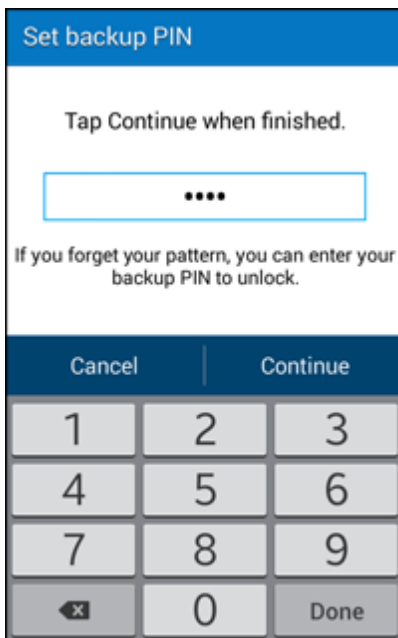 Set backup PIN
Tap Continue when finished.
••••
If you forget your pattern, you can enter your
backup PIN to unlock.
Cancel Continue
1 2 3
4 5 6
7 8 9
0 Done